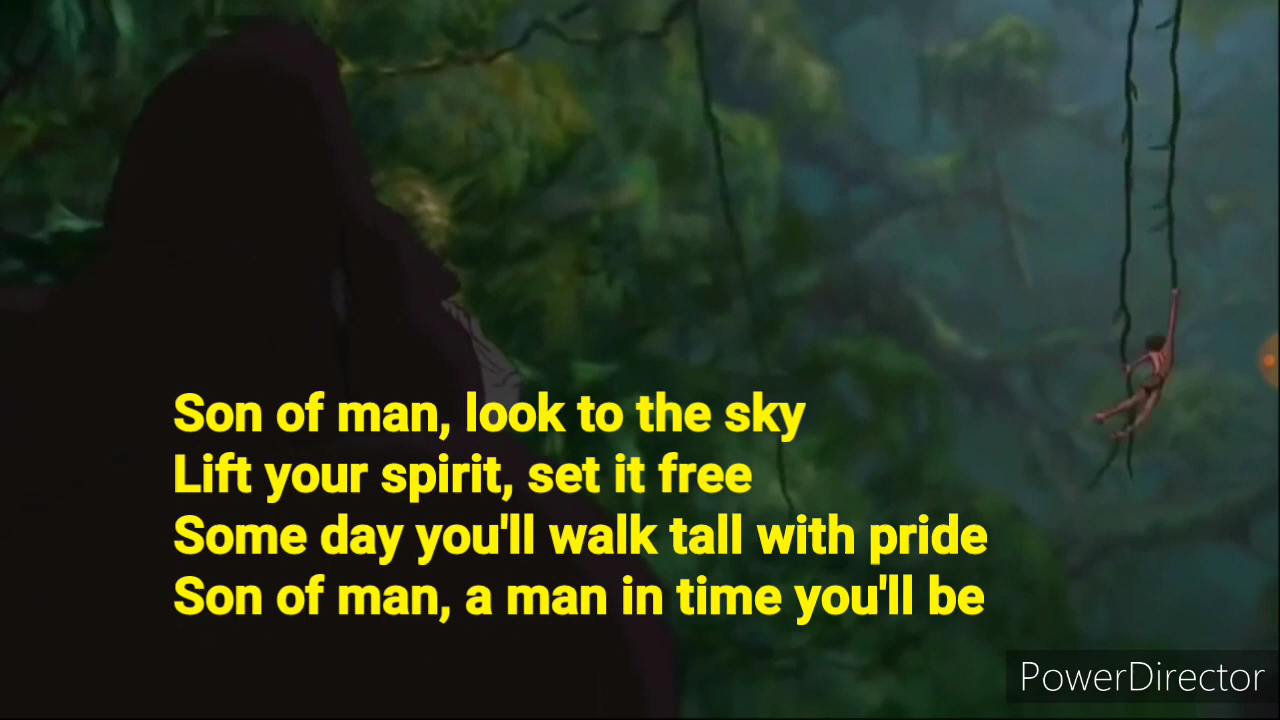 Son of man, look to the sky
Lift your spirit, set it free
Some day you'll walk tall with pride
Son of man, a man in time you'll be
PowerDirector